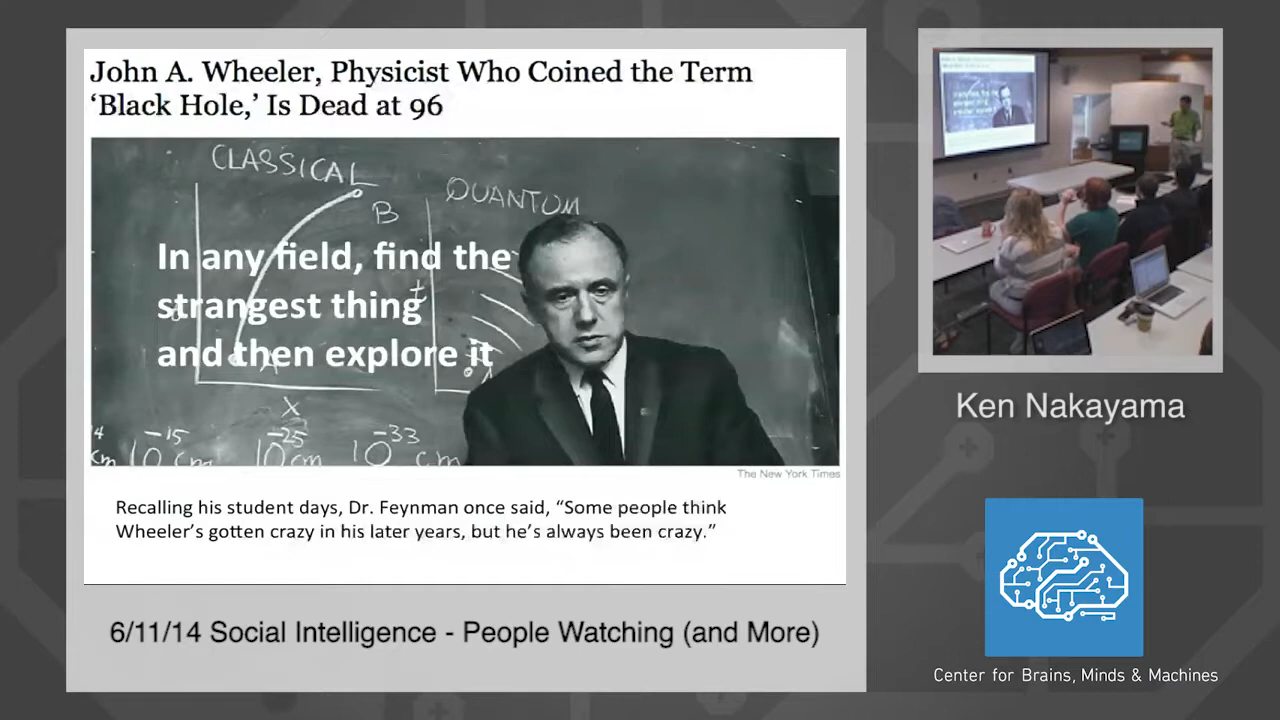 John A. Wheeler, Physicist Who Coined the Term
‘Black Hole,’ Is Dead at 96
CLASSICAL
QUANTUM
B
In any field, find the
strangest thing
and then explore it
t
A
X
-15
-25
-33
cm 10 cm
10 cm
10 cm
The New York Times
Recalling his student days, Dr. Feynman once said, “Some people think
Wheeler’s gotten crazy in his later years, but he’s always been crazy.”
6/11/14 Social Intelligence - People Watching (and More)
Ken Nakayama
Center for Brains, Minds & Machines